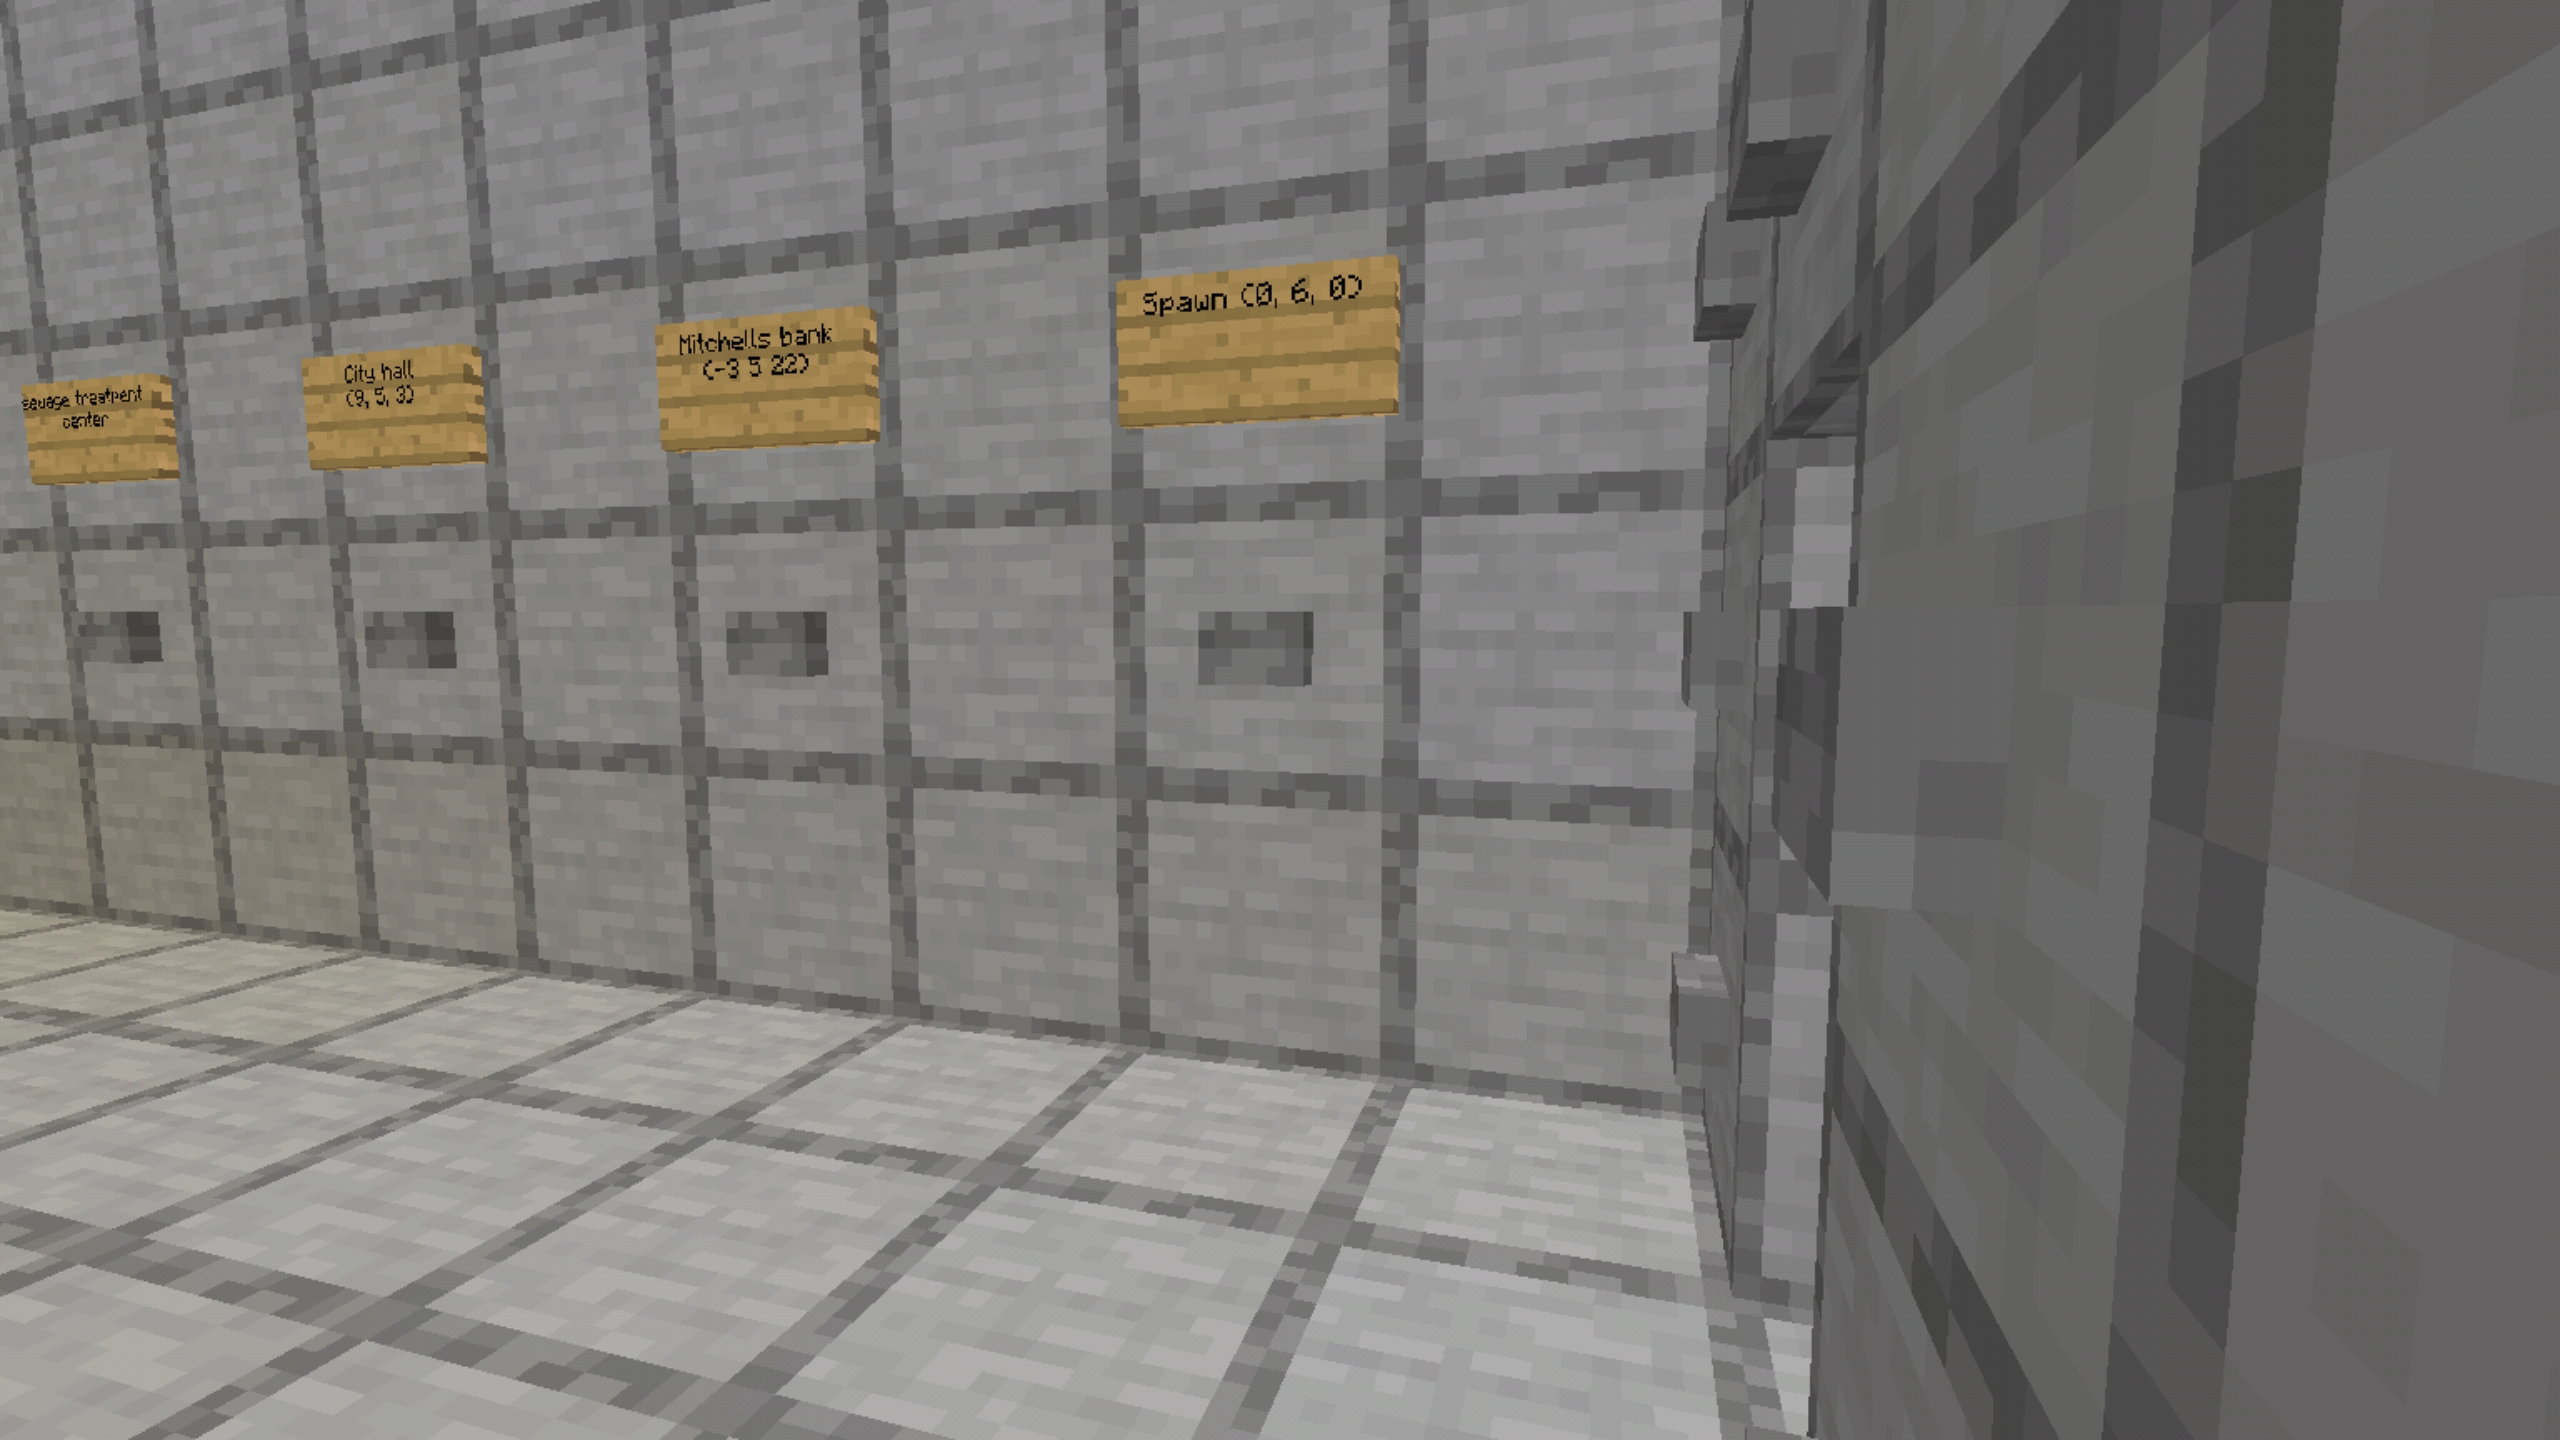 sewage treatment
center
City hall
(9, 5, 3)
Mitchells bank
(-3 5 22)
Spawn (0, 6, 0)